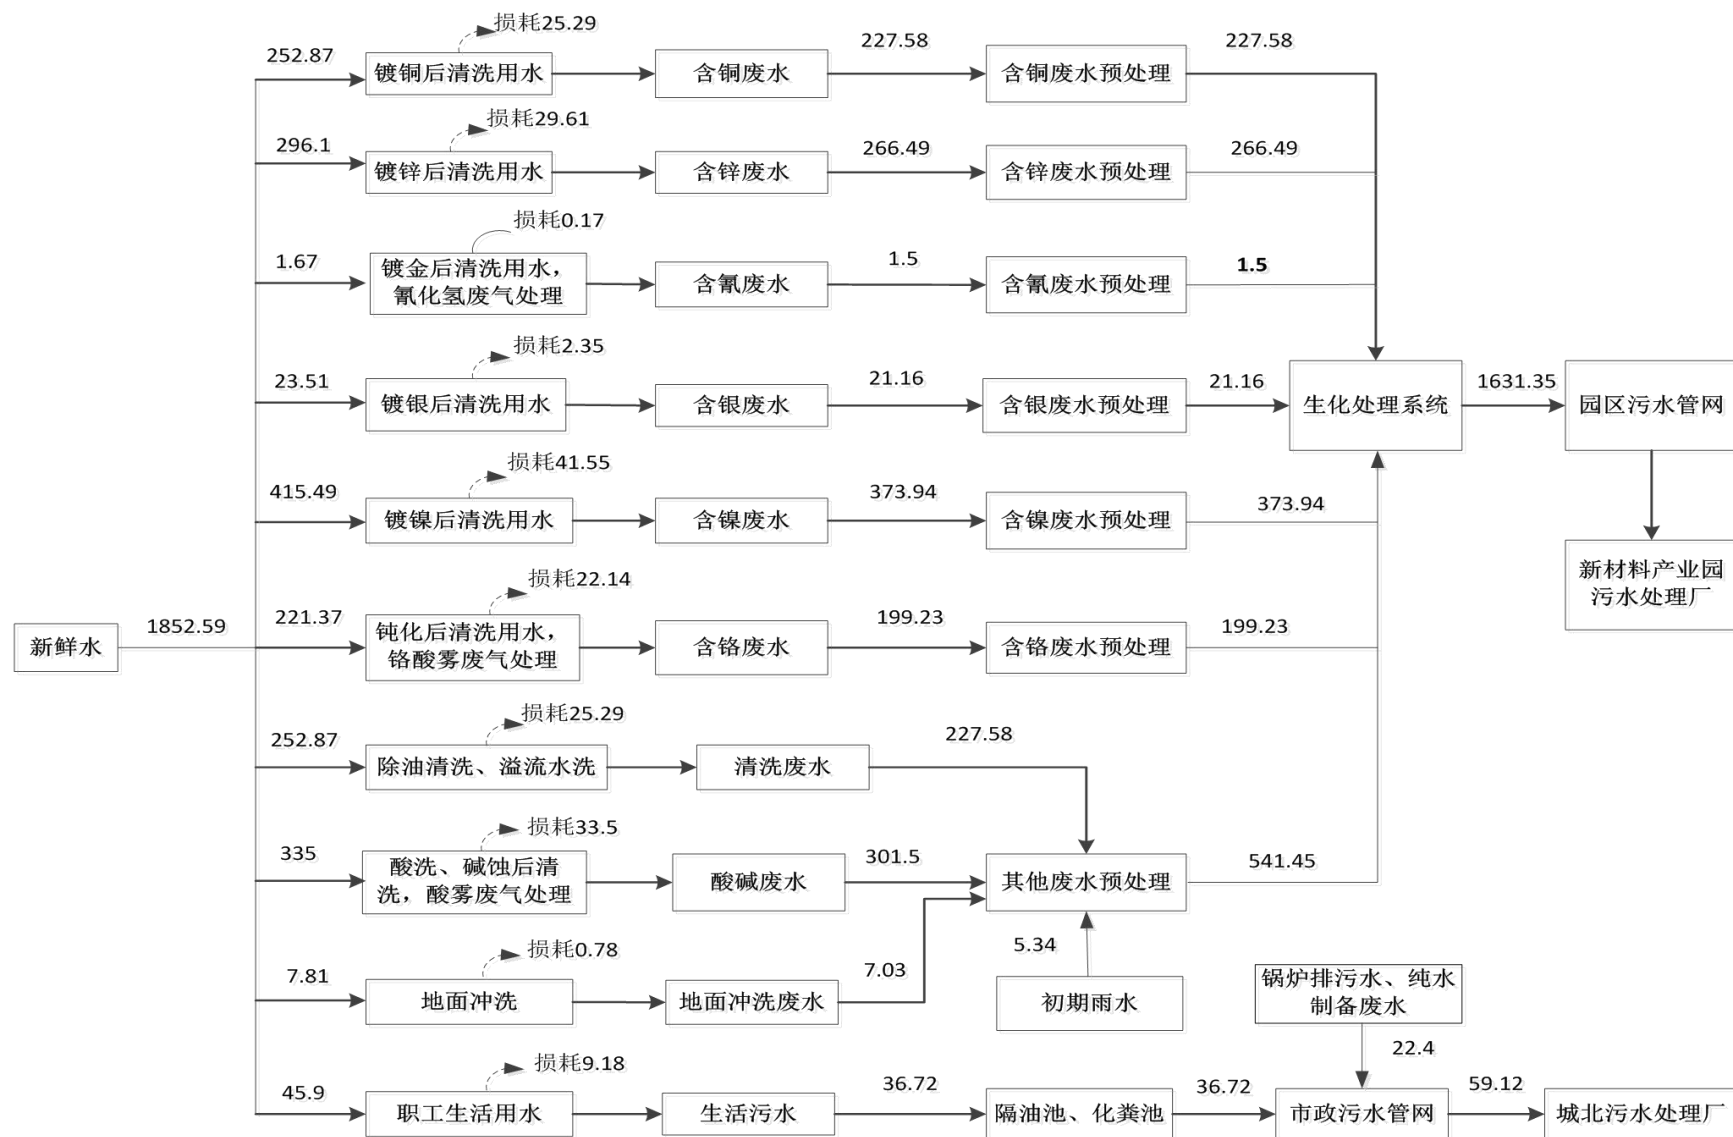 损耗25.29
252.87
镀铜后清洗用水
含铜废水
227.58
含铜废水预处理
227.58
损耗29.61
296.1
镀锌后清洗用水
含锌废水
266.49
含锌废水预处理
266.49
损耗0.17
1.67
镀金后清洗用水，
氰化氢废气处理
含氰废水
1.5
含氰废水预处理
1.5
损耗2.35
23.51
镀银后清洗用水
含银废水
21.16
含银废水预处理
21.16
生化处理系统
1631.35
园区污水管网
损耗41.55
415.49
镀镍后清洗用水
含镍废水
373.94
含镍废水预处理
373.94
新材料产业园
污水处理厂
损耗22.14
新鲜水
1852.59
221.37
钝化后清洗用水，
铬酸雾废气处理
含铬废水
199.23
含铬废水预处理
199.23
损耗25.29
252.87
除油清洗、溢流水洗
清洗废水
227.58
损耗33.5
335
酸洗、碱蚀后清
洗，酸雾废气处理
酸碱废水
301.5
其他废水预处理
541.45
损耗0.78
7.81
地面冲洗
地面冲洗废水
7.03
5.34
初期雨水
锅炉排污水、纯水
制备废水
22.4
损耗9.18
45.9
职工生活用水
生活污水
36.72
隔油池、化粪池
36.72
市政污水管网
59.12
城北污水处理厂